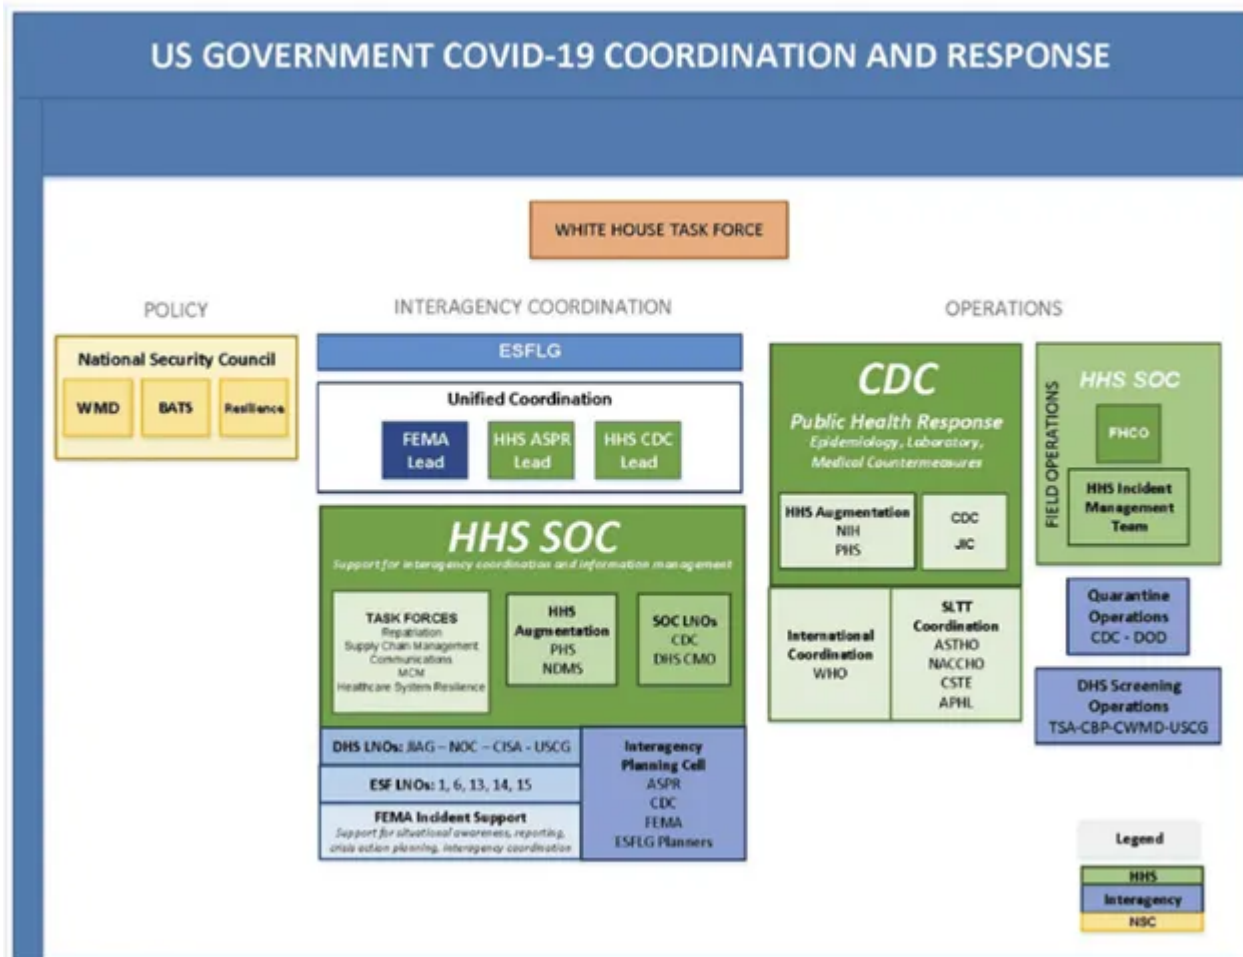 US GOVERNMENT COVID-19 COORDINATION AND RESPONSE
WHITE HOUSE TASK FORCE
POLICY
National Security Council
WMD
BATS
Resilience
INTERAGENCY COORDINATION
ESFLG
Unified Coordination
FEMA
Lead
HHS ASPR
Lead
HHS CDC
Lead
HHS SOC
Support for interagency coordination and information management
TASK FORCES
Repatriation
Supply Chain Management
Communications
MCM
Healthcare System Resilience
HHS
Augmentation
PHS
NDMS
SOC LNOs
CDC
DHS CMO
DHS LNOs: JIAG – NOC – CISA - USCG
ESF LNOs: 1, 6, 13, 14, 15
FEMA Incident Support
Support for situational awareness, reporting,
crisis action planning, interagency coordination
Interagency
Planning Cell
ASPR
CDC
FEMA
ESFLG Planners
OPERATIONS
CDC
Public Health Response
Epidemiology, Laboratory,
Medical Countermeasures
HHS Augmentation
NIH
PHS
CDC
JIC
International
Coordination
WHO
SLTT
Coordination
ASTHO
NACCHO
CSTE
APHL
FIELD OPERATIONS
HHS SOC
FHCO
HHS Incident
Management
Team
Quarantine
Operations
CDC - DOD
DHS Screening
Operations
TSA-CBP-CWMD-USCG
Legend
HHS
Interagency
NSC